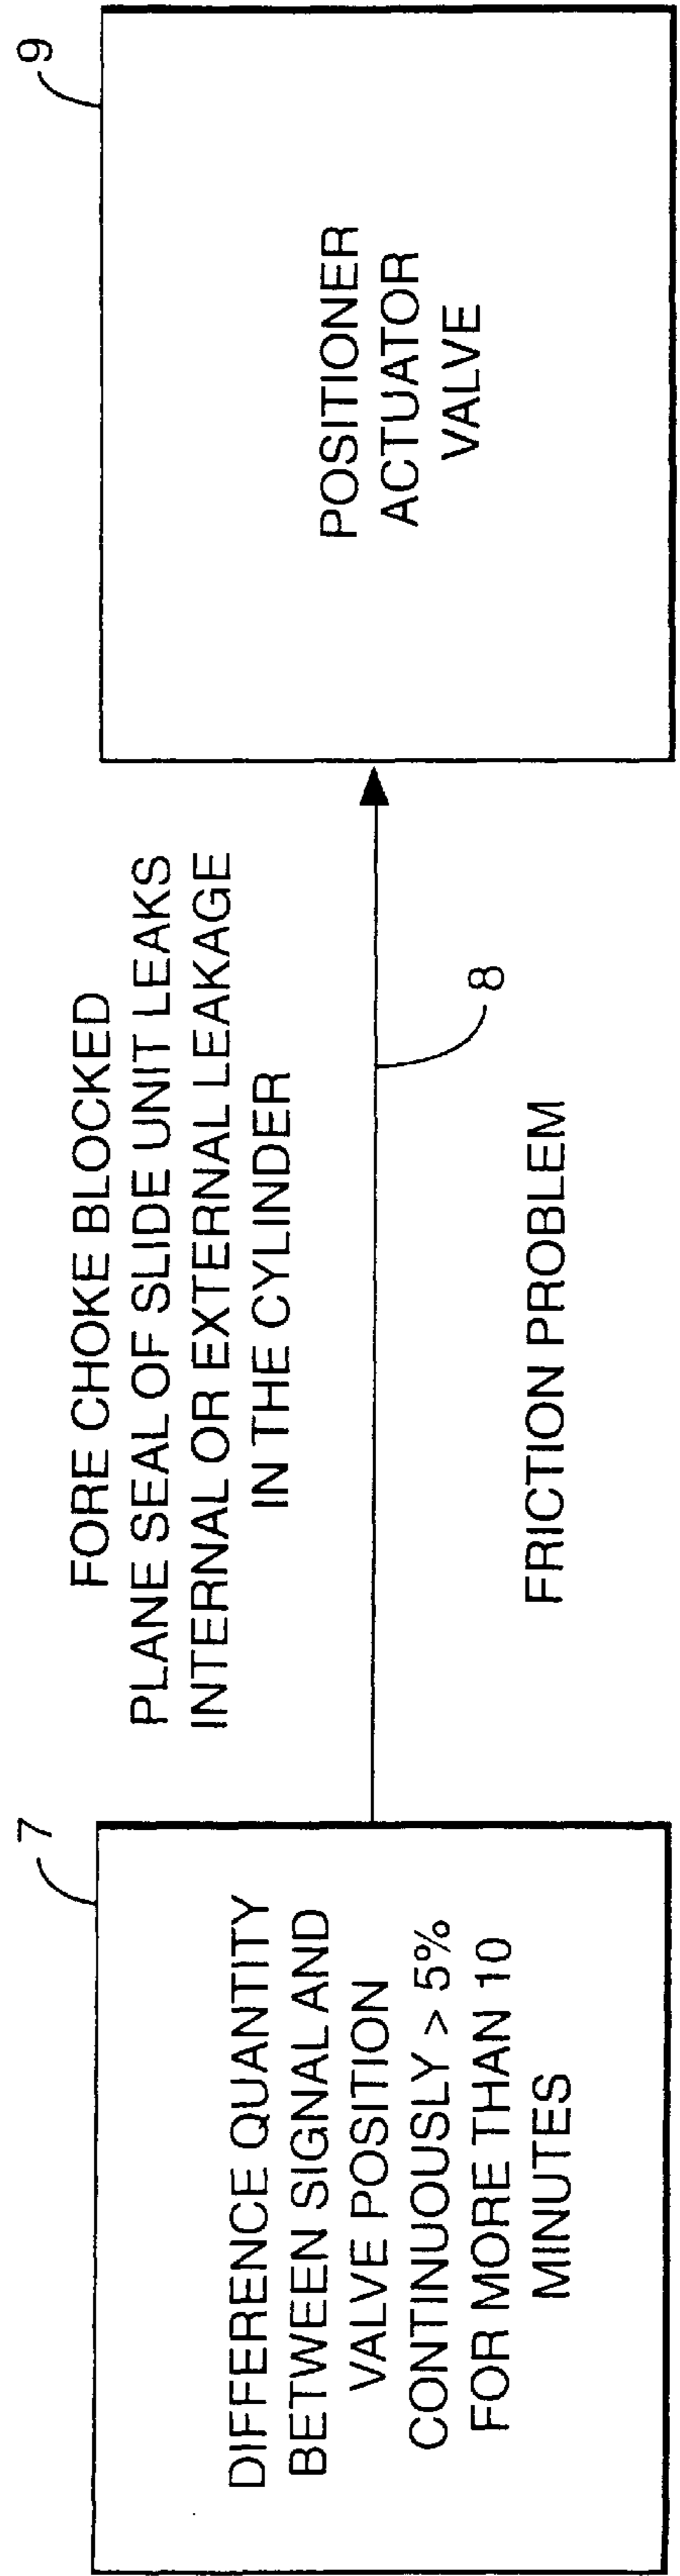 7
DIFFERENCE QUANTITY
BETWEEN SIGNAL AND
VALVE POSITION
CONTINUOUSLY > 5%
FOR MORE THAN 10
MINUTES
FORE CHOKE BLOCKED
PLANE SEAL OF SLIDE UNIT LEAKS
INTERNAL OR EXTERNAL LEAKAGE
IN THE CYLINDER
8
FRICTION PROBLEM
9
POSITIONER
ACTUATOR
VALVE